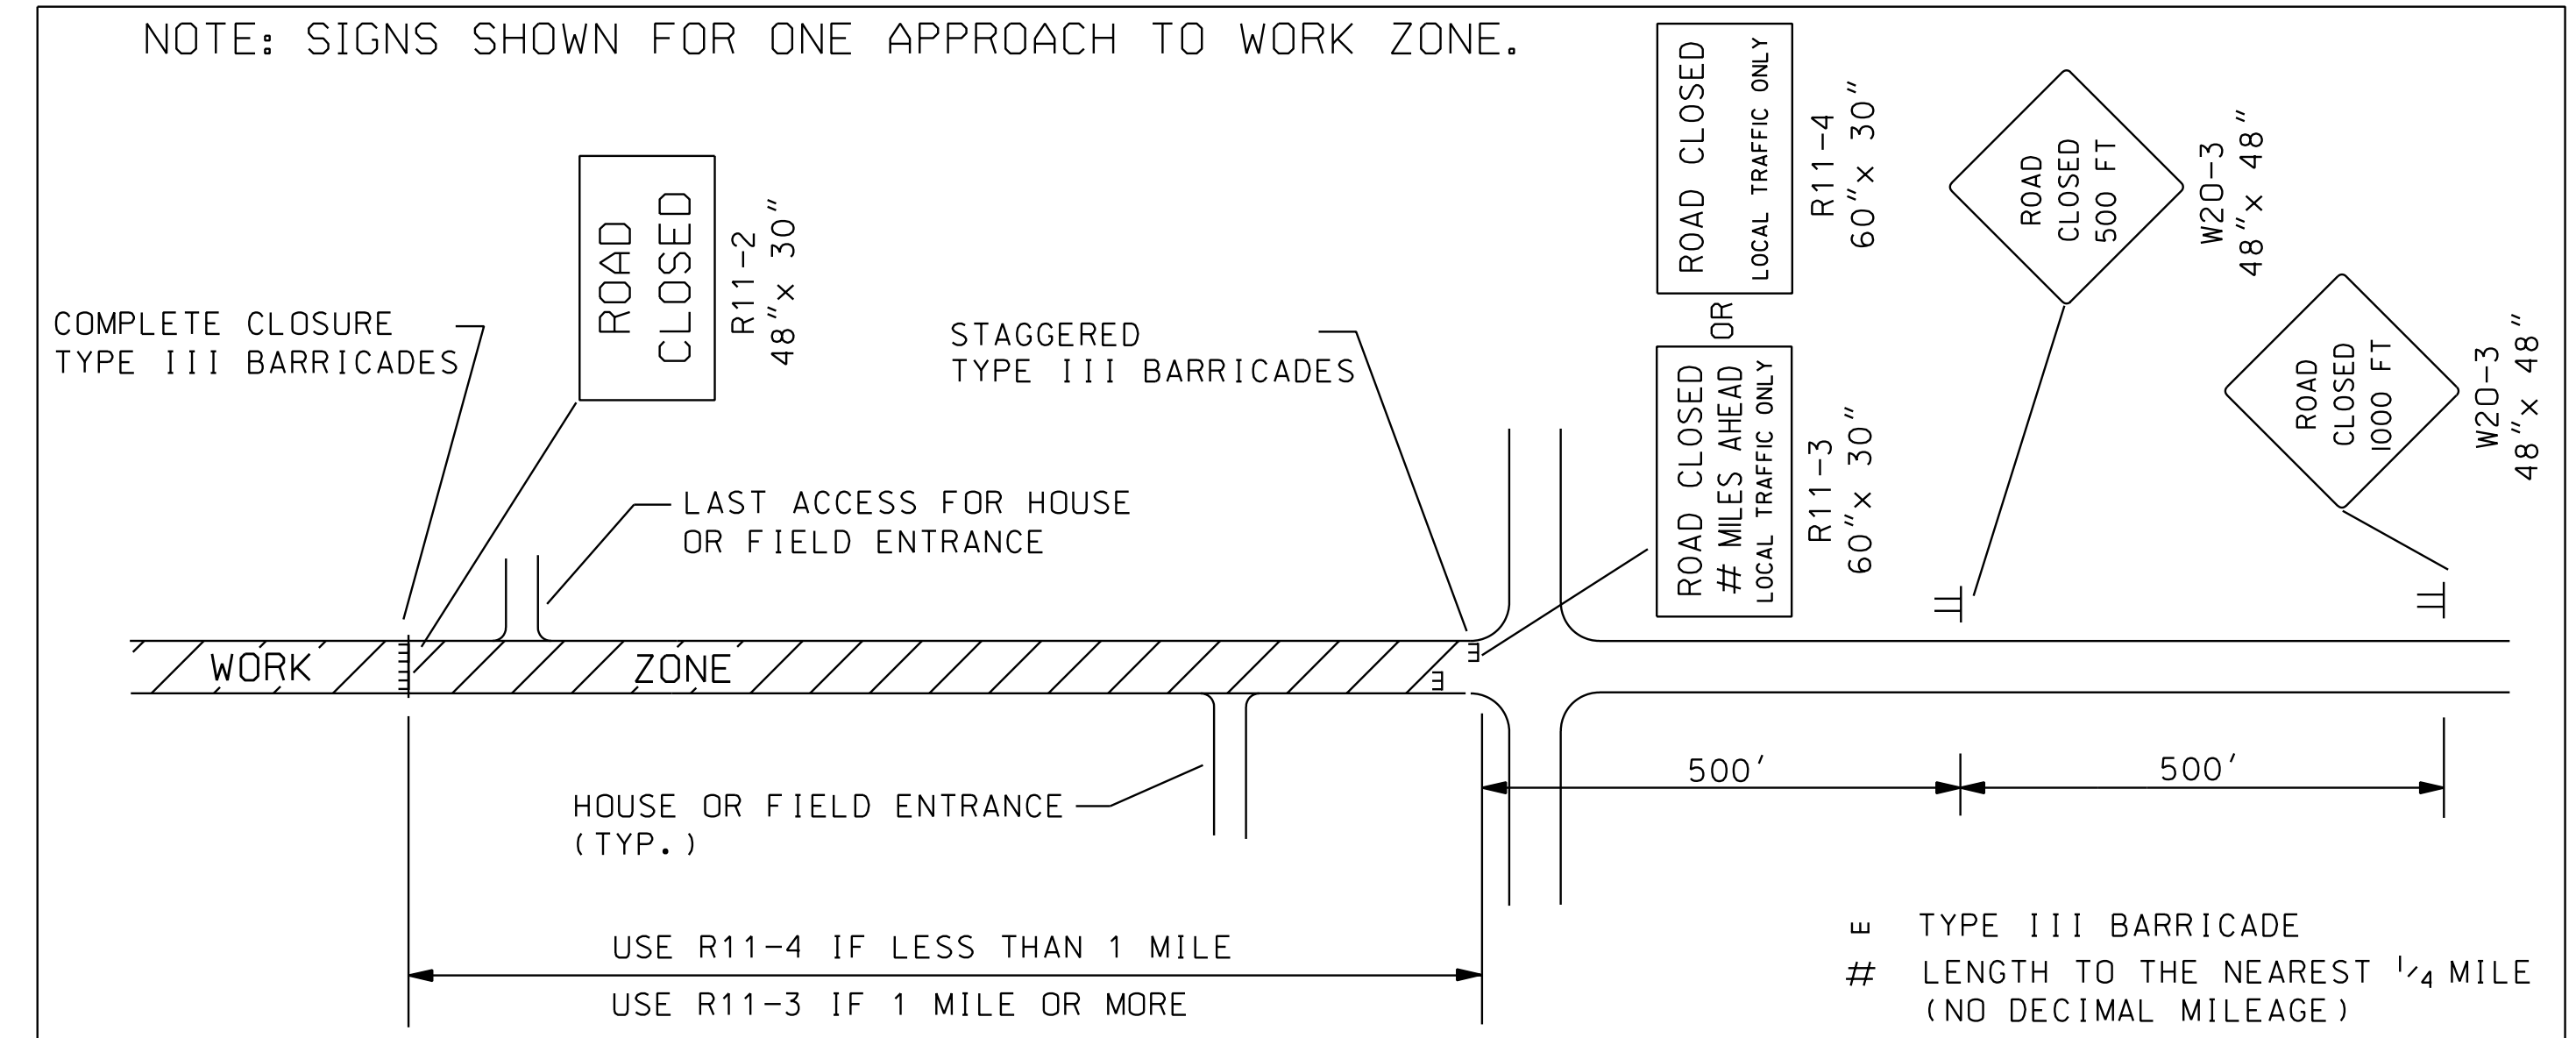 NOTE: SIGNS SHOWN FOR ONE APPROACH TO WORK ZONE.
COMPLETE CLOSURE
TYPE III BARRICADES
ROAD
CLOSED
R11-2
48"x 30"
LAST ACCESS FOR HOUSE
OR FIELD ENTRANCE
STAGGERED
TYPE III BARRICADES
ROAD CLOSED
LOCAL TRAFFIC ONLY
R11-4
60"x 30"
OR
ROAD CLOSED
# MILES AHEAD
LOCAL TRAFFIC ONLY
R11-3
60"x 30"
ROAD
CLOSED
500 FT
W20-3
48"x 48"
ROAD
CLOSED
1000 FT
W20-3
48"x 48"
WORK ZONE
HOUSE OR FIELD ENTRANCE
(TYP.)
500'
500'
USE R11-4 IF LESS THAN 1 MILE
USE R11-3 IF 1 MILE OR MORE
TYPE III BARRICADE
# LENGTH TO THE NEAREST 1/4 MILE
(NO DECIMAL MILEAGE)